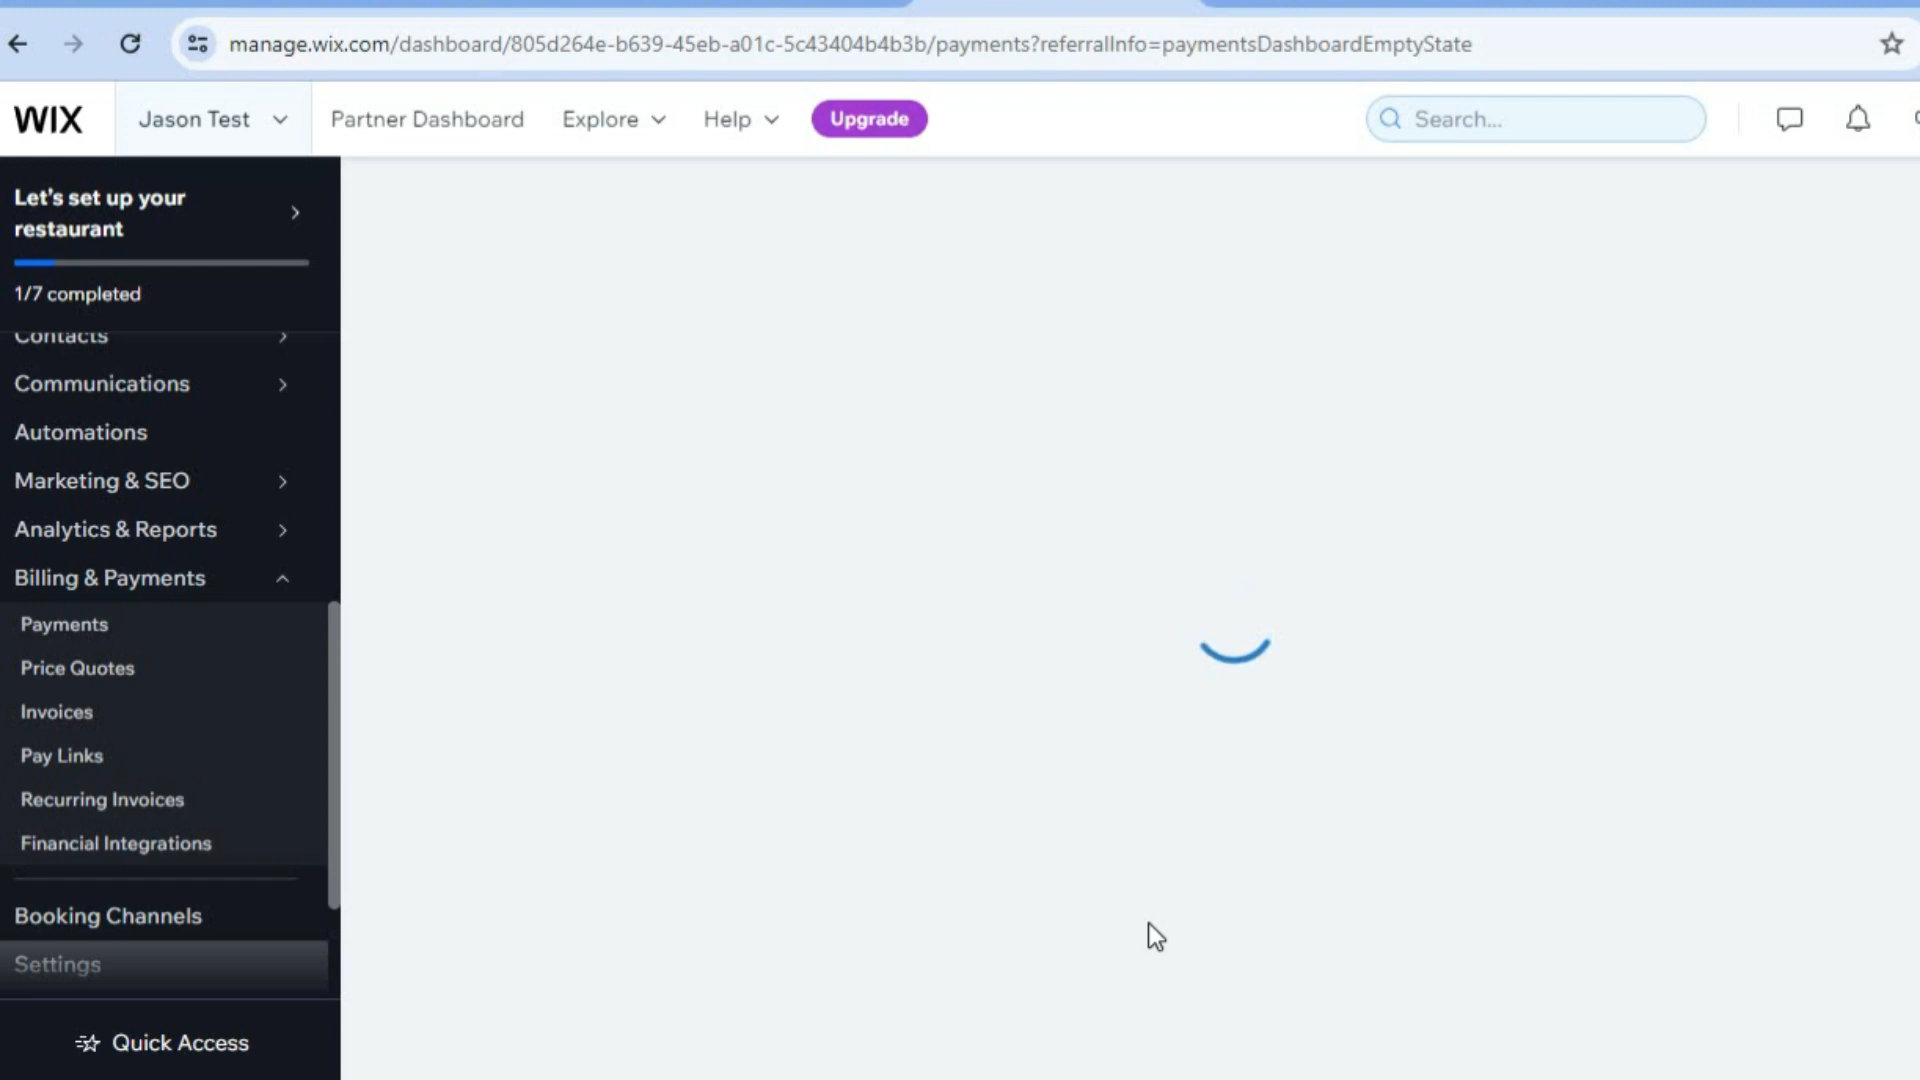 manage.wix.com/dashboard/805d264e-b639-45eb-a01c-5c43404b4b3b/payments?referralInfo=paymentsDashboardEmptyState
WIX
Jason Test
Partner Dashboard
Explore
Help
Upgrade
Search...
Let's set up your
restaurant
1/7 completed
Contacts
Communications
Automations
Marketing & SEO
Analytics & Reports
Billing & Payments
Payments
Price Quotes
Invoices
Pay Links
Recurring Invoices
Financial Integrations
Booking Channels
Settings
Quick Access